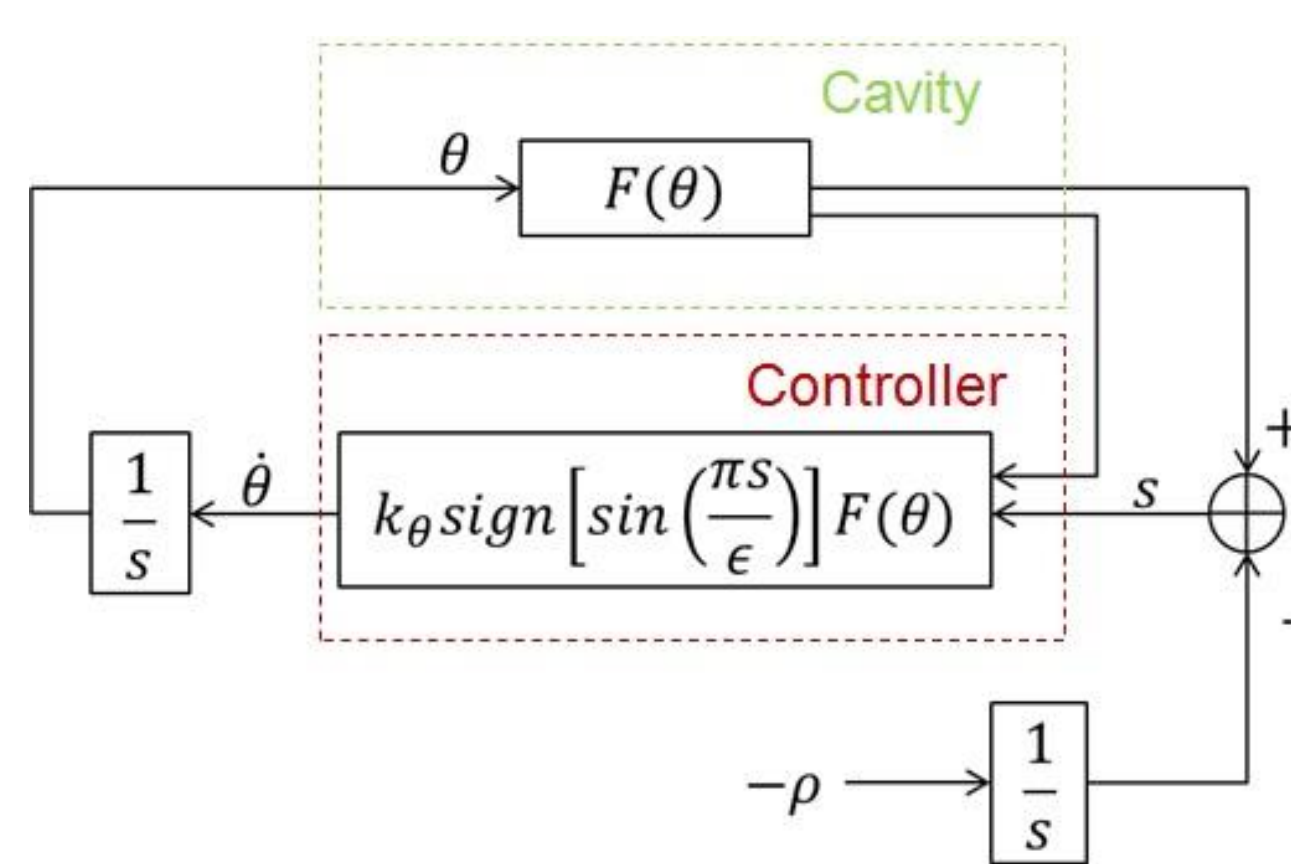 Cavity
θ
F(θ)
Controller
+
1/s
θ̇
k_θ sign[sin(πs/ϵ)]F(θ)
s
-
−ρ
1/s